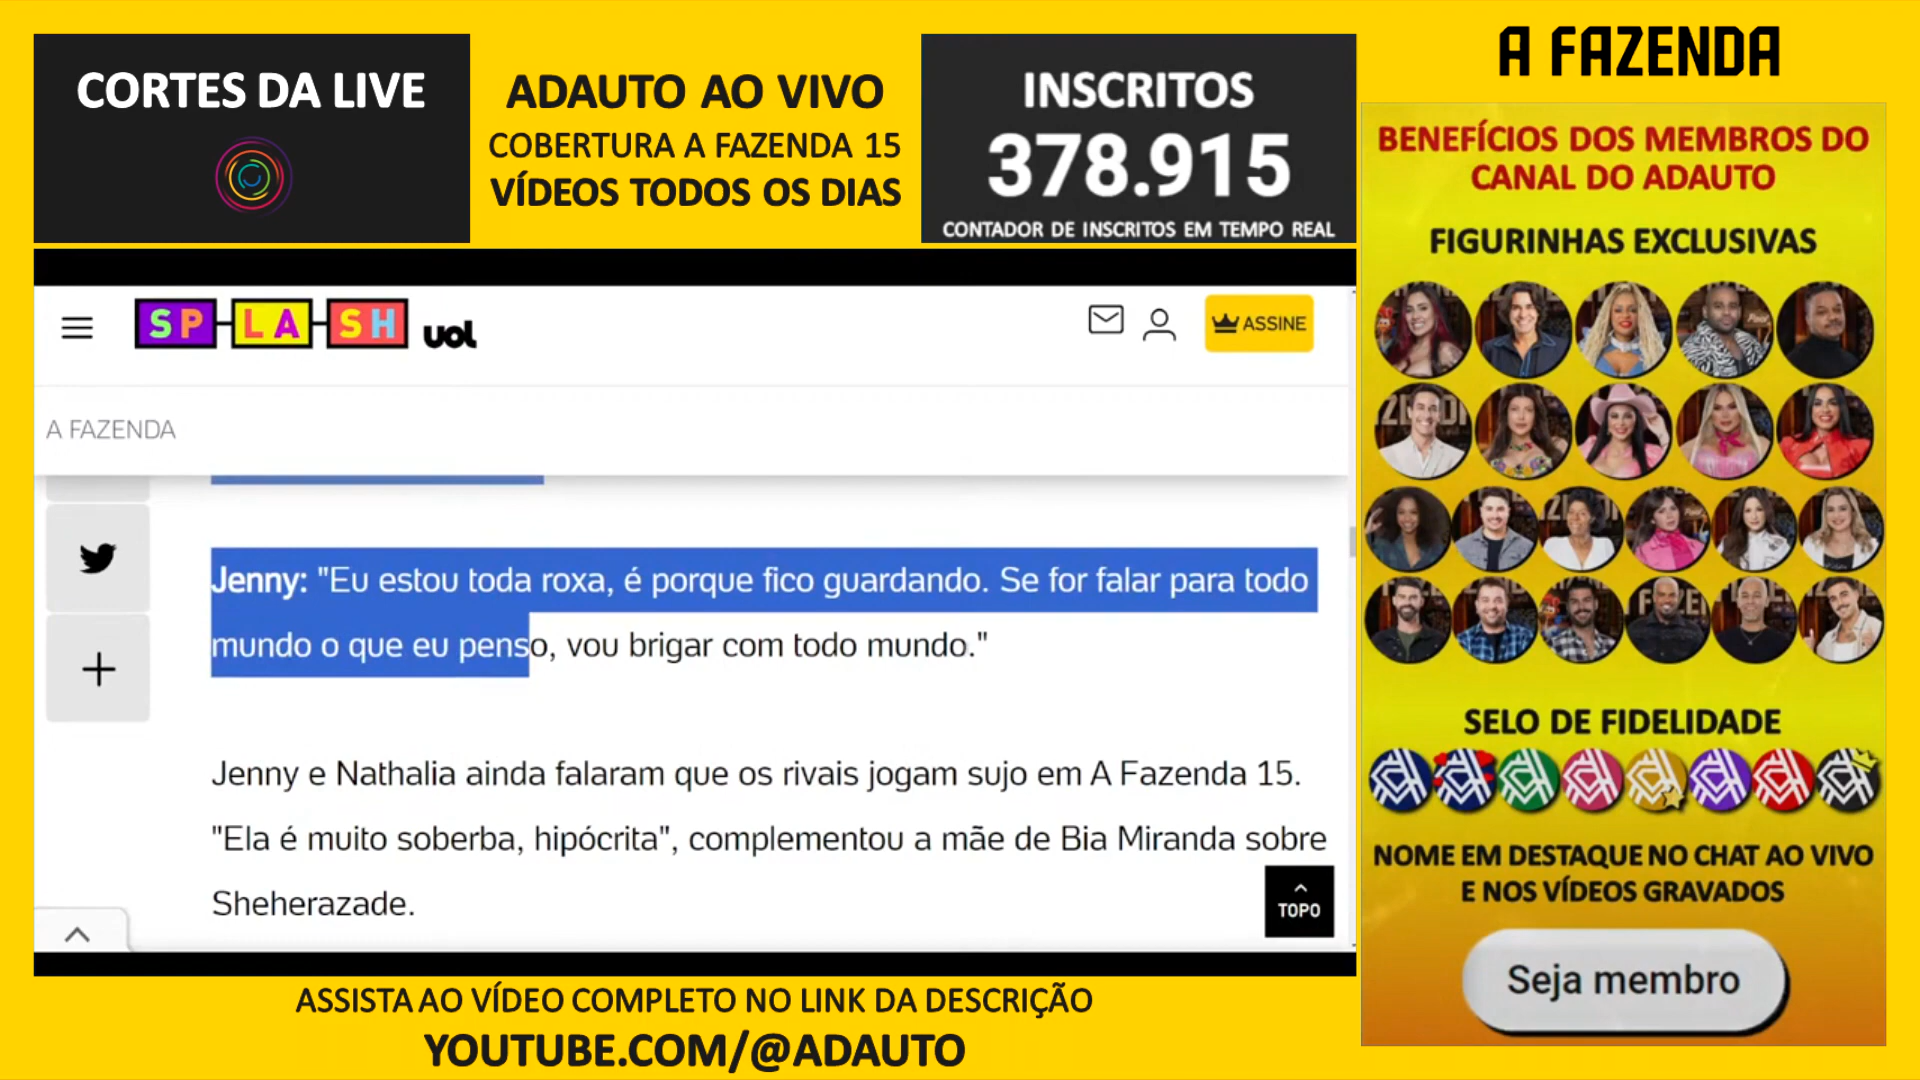 CORTES DA LIVE
ADAUTO AO VIVO
COBERTURA A FAZENDA 15
VÍDEOS TODOS OS DIAS
INSCRITOS
378.915
CONTADOR DE INSCRITOS EM TEMPO REAL
A FAZENDA
BENEFÍCIOS DOS MEMBROS DO
CANAL DO ADAUTO
FIGURINHAS EXCLUSIVAS
SELO DE FIDELIDADE
NOME EM DESTAQUE NO CHAT AO VIVO
E NOS VÍDEOS GRAVADOS
Seja membro
SPLASH uol
ASSINE
A FAZENDA
Jenny: "Eu estou toda roxa, é porque fico guardando. Se for falar para todo
mundo o que eu penso, vou brigar com todo mundo."
Jenny e Nathalia ainda falaram que os rivais jogam sujo em A Fazenda 15.
"Ela é muito soberba, hipócrita", complementou a mãe de Bia Miranda sobre
Sheherazade.
TOPO
ASSISTA AO VÍDEO COMPLETO NO LINK DA DESCRIÇÃO
YOUTUBE.COM/@ADAUTO